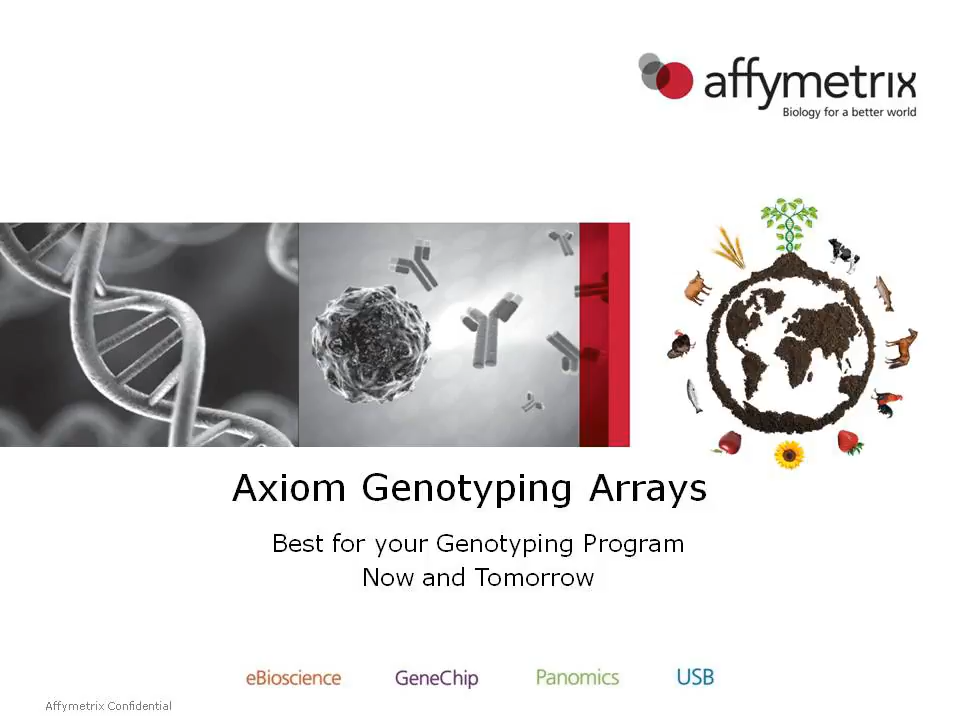 affymetrix
Biology for a better world
Axiom Genotyping Arrays
Best for your Genotyping Program
Now and Tomorrow
eBioscience GeneChip Panomics USB
Affymetrix Confidential